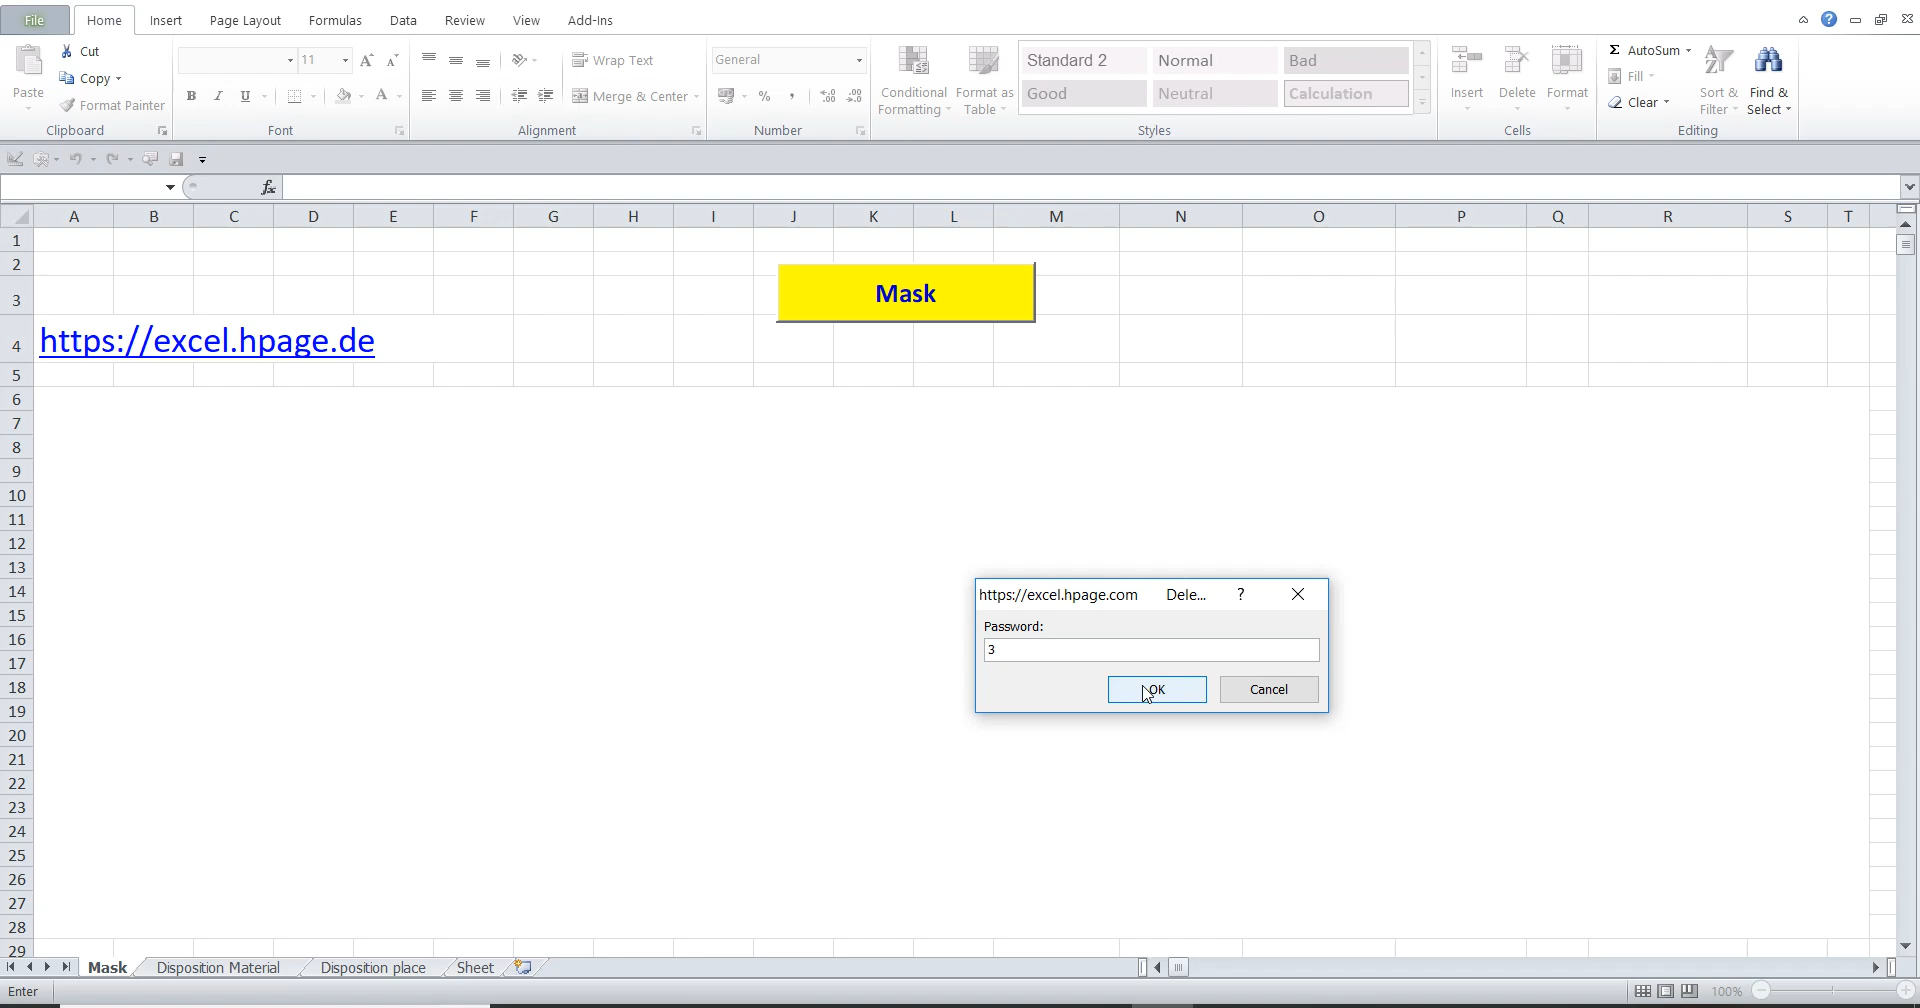 File Home Insert Page Layout Formulas Data Review View Add-Ins
Cut
Copy
Format Painter
Paste
Clipboard
11
B I U A
Font
Wrap Text
Merge & Center
Alignment
General
% ,
Number
Conditional Formatting
Format as Table
Standard 2 Normal Bad
Good Neutral Calculation
Styles
Insert Delete Format
Cells
Σ AutoSum
Fill
Clear
Sort & Filter
Find & Select
Editing
fx
A B C D E F G H I J K L M N O P Q R S T
1
2
3
Mask
4
https://excel.hpage.de
5
6
7
8
9
10
11
12
13
14
15
16
17
18
19
20
21
22
23
24
25
26
27
28
29
https://excel.hpage.com Dele... ?
Password:
3
OK Cancel
Mask Disposition Material Disposition place Sheet
Enter 100%